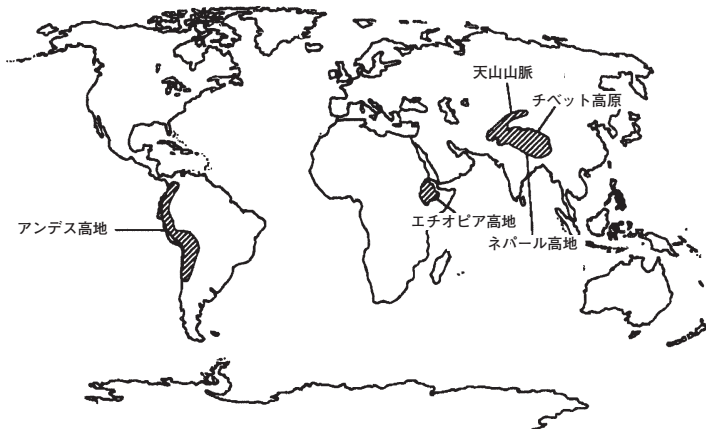 天山山脈
チベット高原
アンデス高地
エチオピア高地
ネパール高地